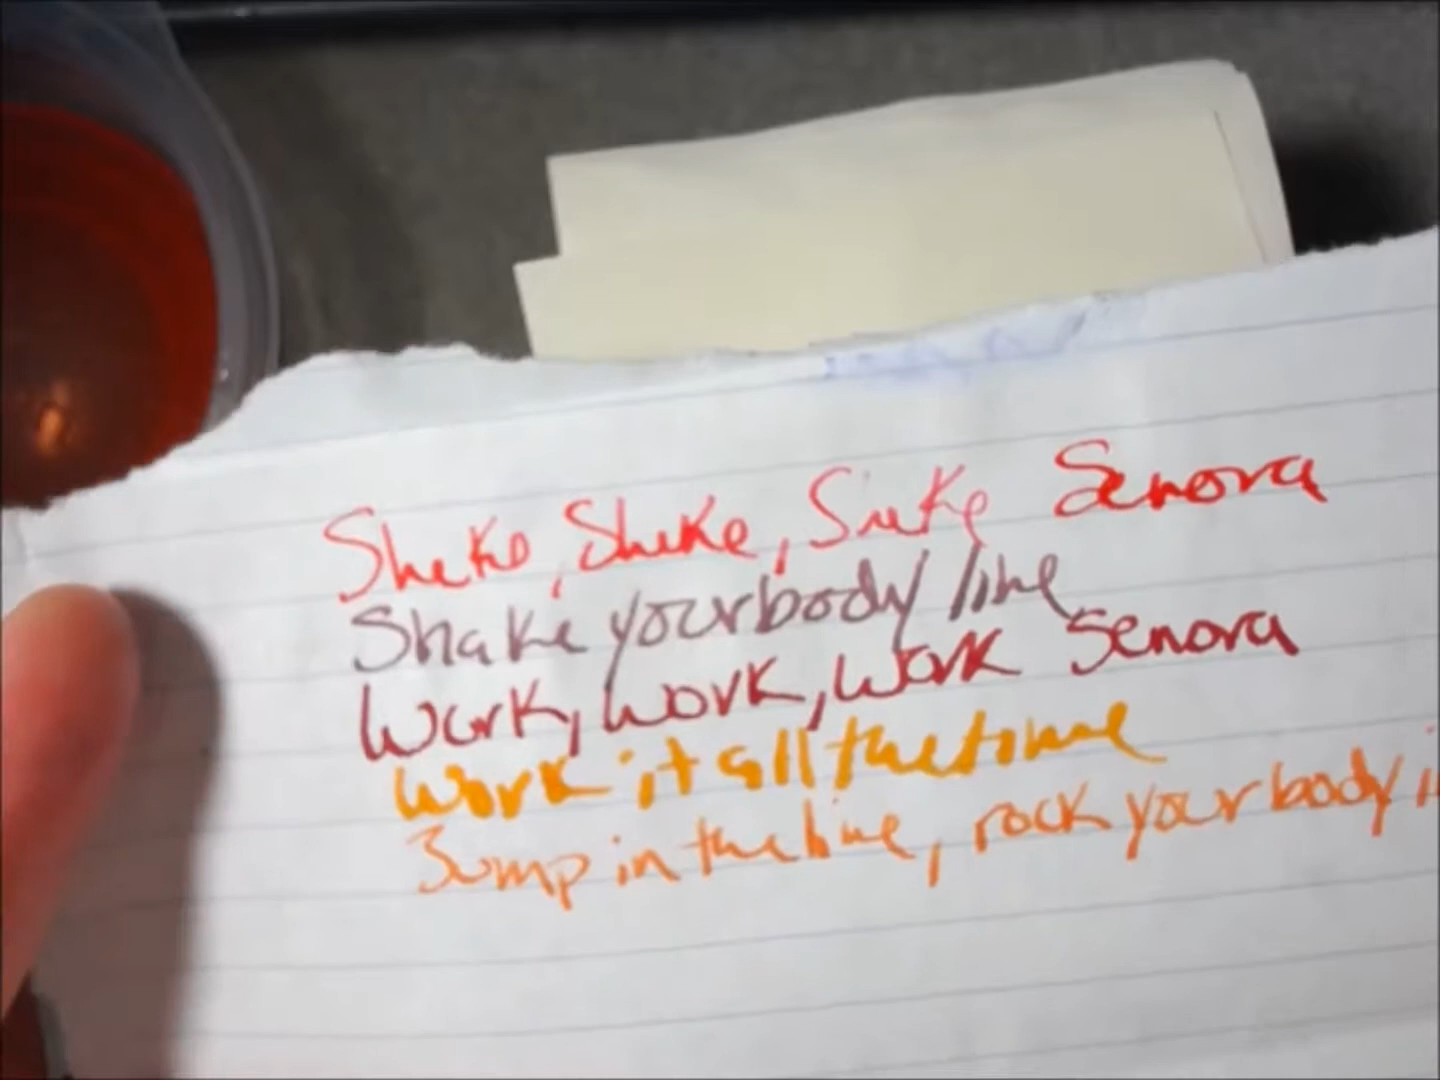 Shake, Shake, Shake Senora
Shake your body line
Work, Work, Work Senora
Work it all the time
Jump in the line, rock your body i